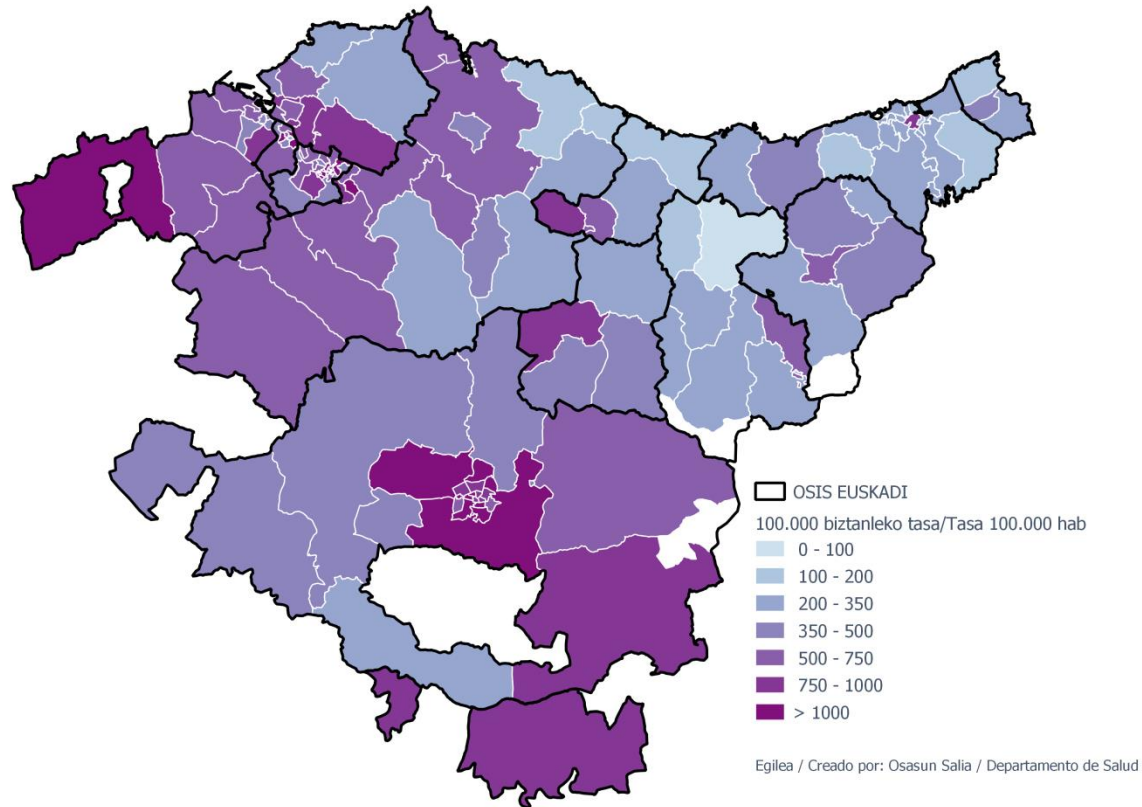 OSIS EUSKADI
100.000 biztanleko tasa/Tasa 100.000 hab
0 - 100
100 - 200
200 - 350
350 - 500
500 - 750
750 - 1000
> 1000
Egilea / Creado por: Osasun Salia / Departamento de Salud